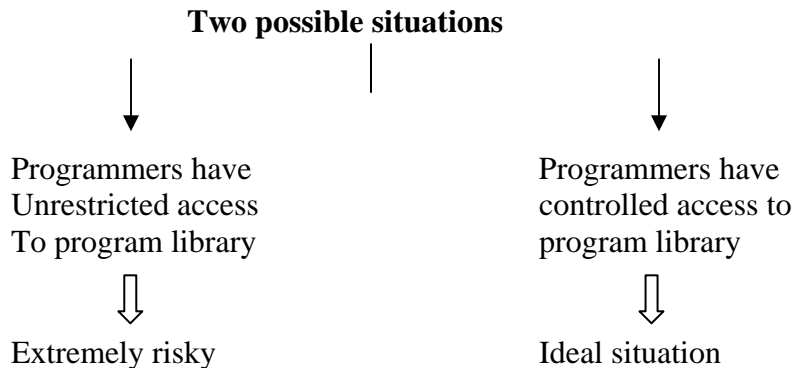 Two possible situations
Programmers have
Unrestricted access
To program library
Extremely risky
Programmers have
controlled access to
program library
Ideal situation